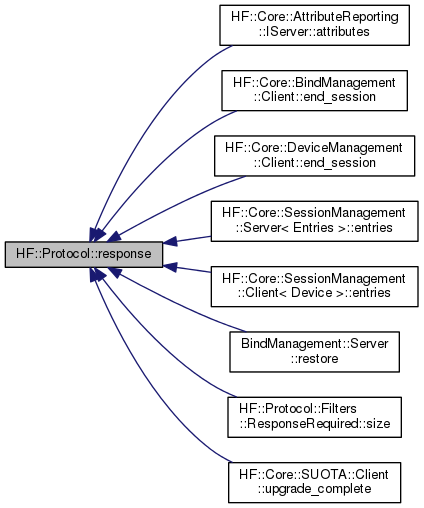 HF::Core::AttributeReporting
::IServer::attributes
HF::Core::BindManagement
::Client::end_session
HF::Core::DeviceManagement
::Client::end_session
HF::Core::SessionManagement
::Server< Entries >::entries
HF::Protocol::response
HF::Core::SessionManagement
::Client< Device >::entries
BindManagement::Server
::restore
HF::Protocol::Filters
::ResponseRequired::size
HF::Core::SUOTA::Client
::upgrade_complete